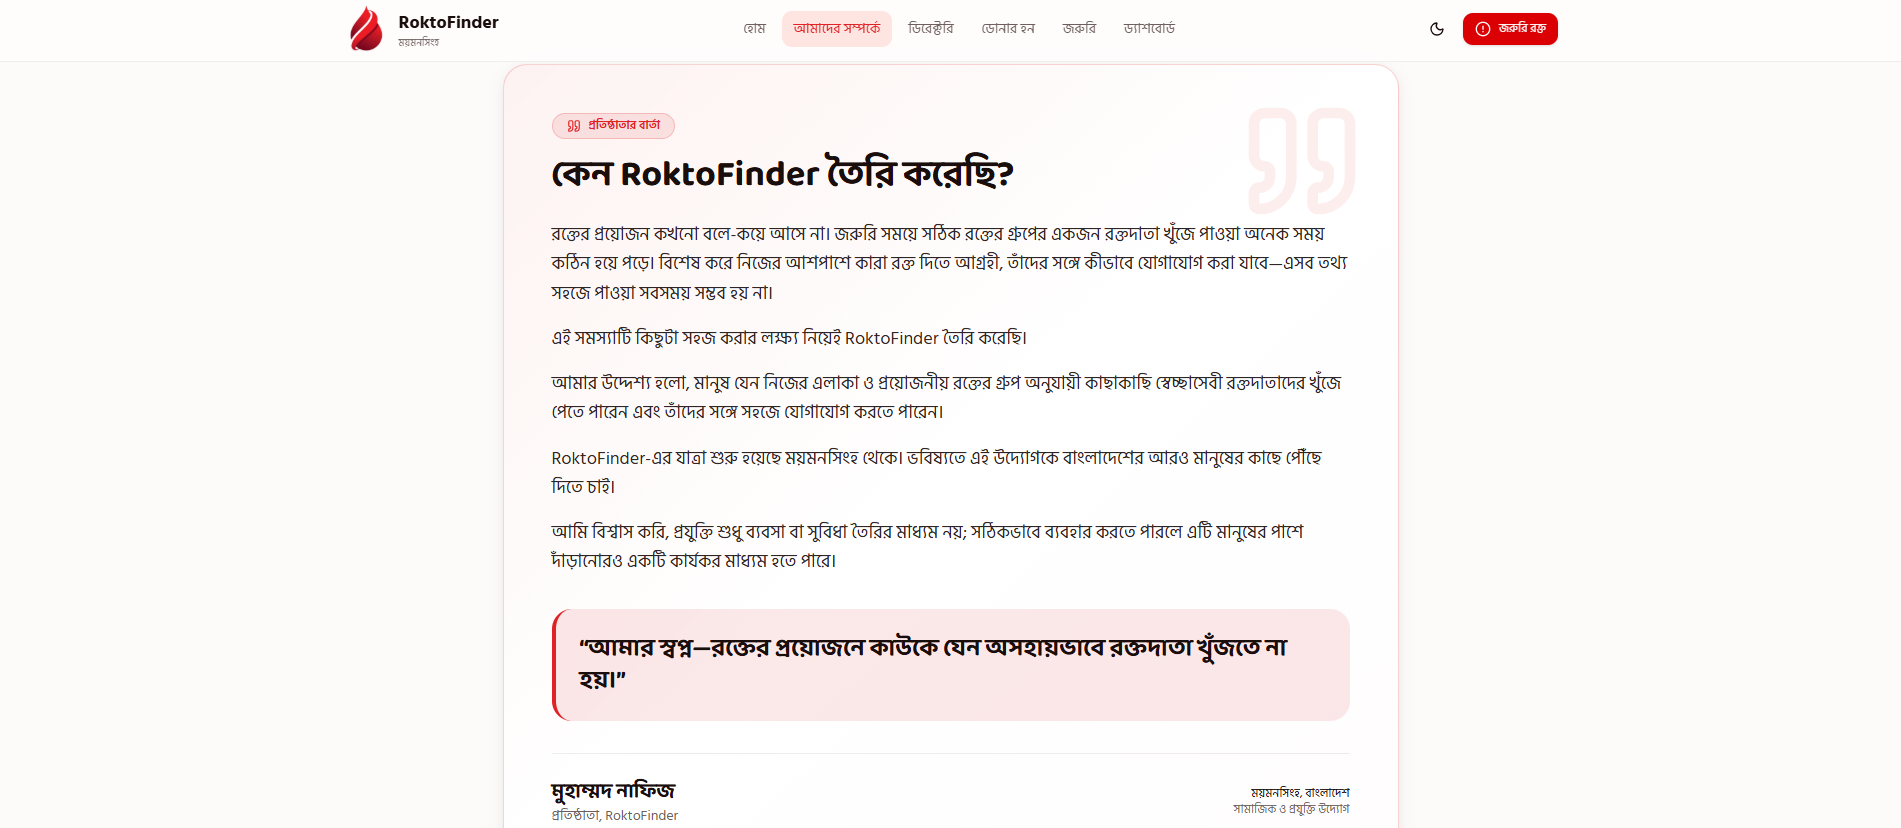 RoktoFinder
ময়মনসিংহ
হোম
আমাদের সম্পর্কে
ডিরেক্টরি
ডোনার হন
জরুরি
ড্যাশবোর্ড
জরুরি রক্ত
প্রতিষ্ঠাতার বার্তা
কেন RoktoFinder তৈরি করেছি?
রক্তের প্রয়োজন কখনো বলে-কয়ে আসে না। জরুরি সময়ে সঠিক রক্তের গ্রুপের একজন রক্তদাতা খুঁজে পাওয়া অনেক সময়
কঠিন হয়ে পড়ে। বিশেষ করে নিজের আশপাশে কারা রক্ত দিতে আগ্রহী, তাঁদের সঙ্গে কীভাবে যোগাযোগ করা যাবে—এসব তথ্য
সহজে পাওয়া সবসময় সম্ভব হয় না।
এই সমস্যাটি কিছুটা সহজ করার লক্ষ্য নিয়েই RoktoFinder তৈরি করেছি।
আমার উদ্দেশ্য হলো, মানুষ যেন নিজের এলাকা ও প্রয়োজনীয় রক্তের গ্রুপ অনুযায়ী কাছাকাছি স্বেচ্ছাসেবী রক্তদাতাদের খুঁজে
পেতে পারেন এবং তাঁদের সঙ্গে সহজে যোগাযোগ করতে পারেন।
RoktoFinder-এর যাত্রা শুরু হয়েছে ময়মনসিংহ থেকে। ভবিষ্যতে এই উদ্যোগকে বাংলাদেশের আরও মানুষের কাছে পৌঁছে
দিতে চাই।
আমি বিশ্বাস করি, প্রযুক্তি শুধু ব্যবসা বা সুবিধা তৈরির মাধ্যম নয়; সঠিকভাবে ব্যবহার করতে পারলে এটি মানুষের পাশে
দাঁড়ানোরও একটি কার্যকর মাধ্যম হতে পারে।
“আমার স্বপ্ন—রক্তের প্রয়োজনে কাউকে যেন অসহায়ভাবে রক্তদাতা খুঁজতে না
হয়।”
মুহাম্মদ নাফিজ
প্রতিষ্ঠাতা, RoktoFinder
ময়মনসিংহ, বাংলাদেশ
সামাজিক ও প্রযুক্তি উদ্যোগ